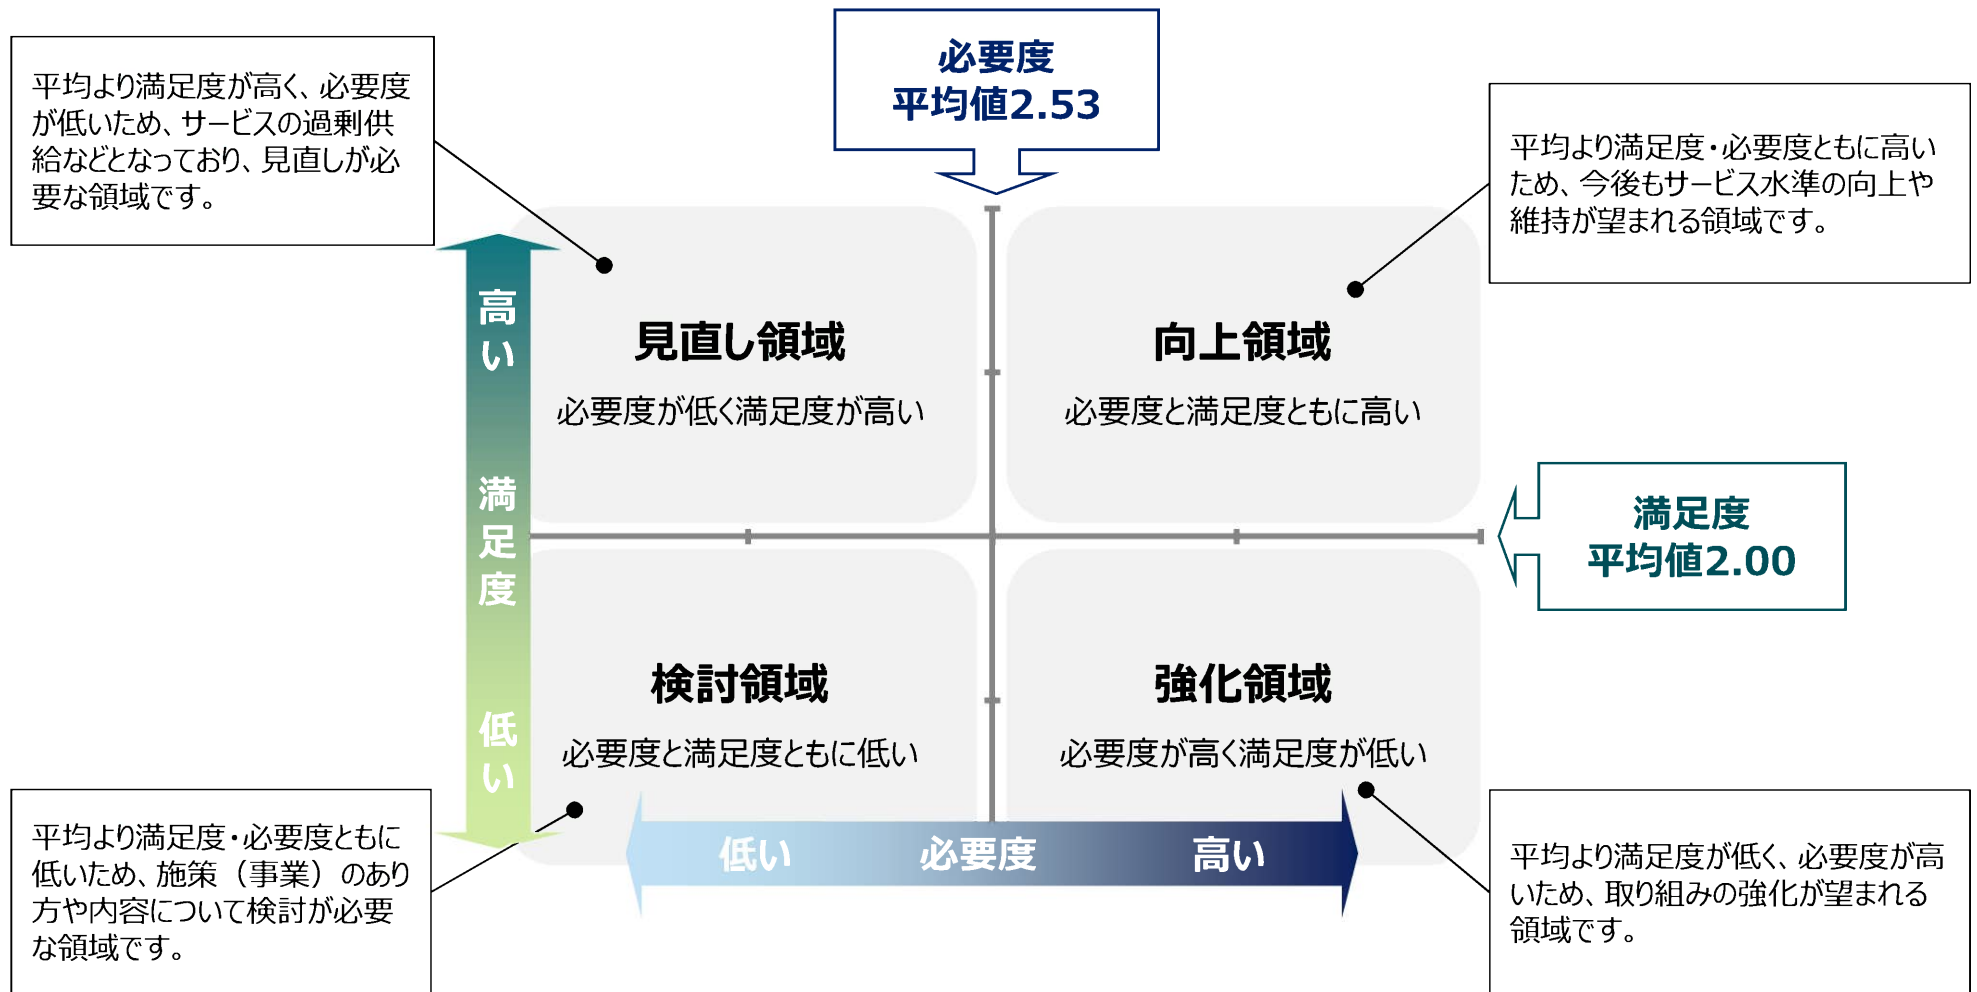 必要度
平均値2.53
平均より満足度が高く、必要度
が低いため、サービスの過剰供
給などとなっており、見直しが必
要な領域です。
平均より満足度・必要度ともに高い
ため、今後もサービス水準の向上や
維持が望まれる領域です。
高い
満足度
低い
見直し領域
必要度が低く満足度が高い
向上領域
必要度と満足度ともに高い
満足度
平均値2.00
検討領域
必要度と満足度ともに低い
強化領域
必要度が高く満足度が低い
低い 必要度 高い
平均より満足度・必要度ともに
低いため、施策（事業）のあり
方や内容について検討が必要
な領域です。
平均より満足度が低く、必要度が高
いため、取り組みの強化が望まれる
領域です。